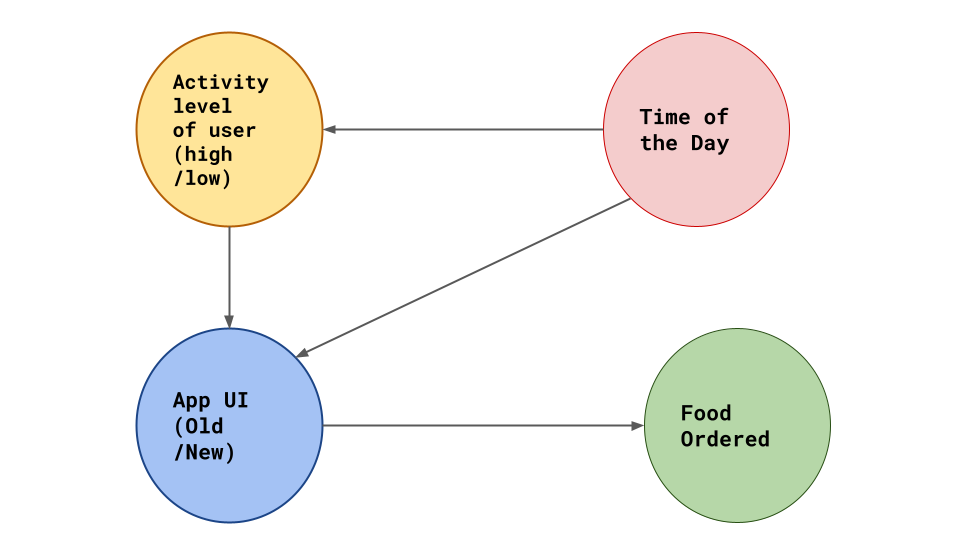 Activity
level
of user
(high
/low)
Time of
the Day
App UI
(Old
/New)
Food
Ordered